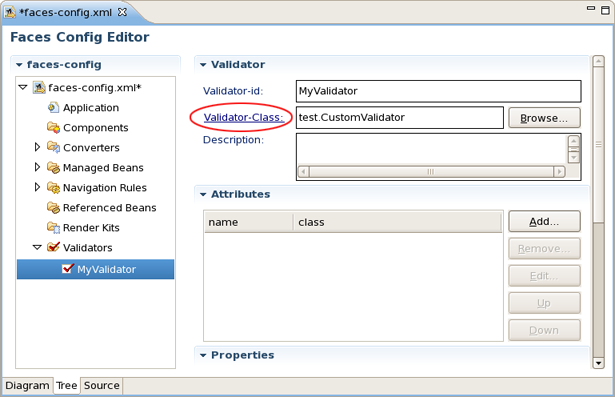 *faces-config.xml
Faces Config Editor
faces-config
faces-config.xml*
Application
Components
Converters
Managed Beans
Navigation Rules
Referenced Beans
Render Kits
Validators
MyValidator
Validator
Validator-id: MyValidator
Validator-Class: test.CustomValidator Browse...
Description:
Attributes
name class
Add...
Remove...
Edit...
Up
Down
Properties
Diagram Tree Source